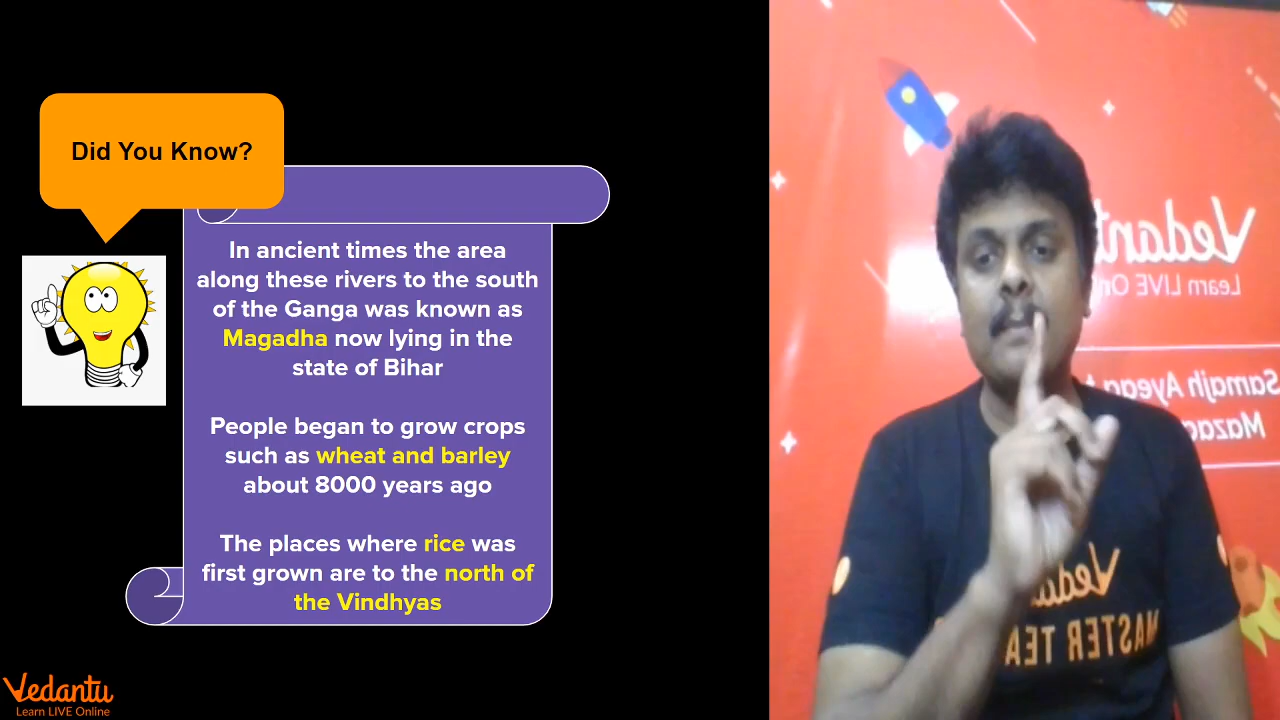 Did You Know?
In ancient times the area
along these rivers to the south
of the Ganga was known as
Magadha now lying in the
state of Bihar
People began to grow crops
such as wheat and barley
about 8000 years ago
The places where rice was
first grown are to the north of
the Vindhyas
Vedantu
Learn LIVE Online
Vedant
Learn LIVE On
Samajh Ayega
Maza
Vedantu
MASTER TEA